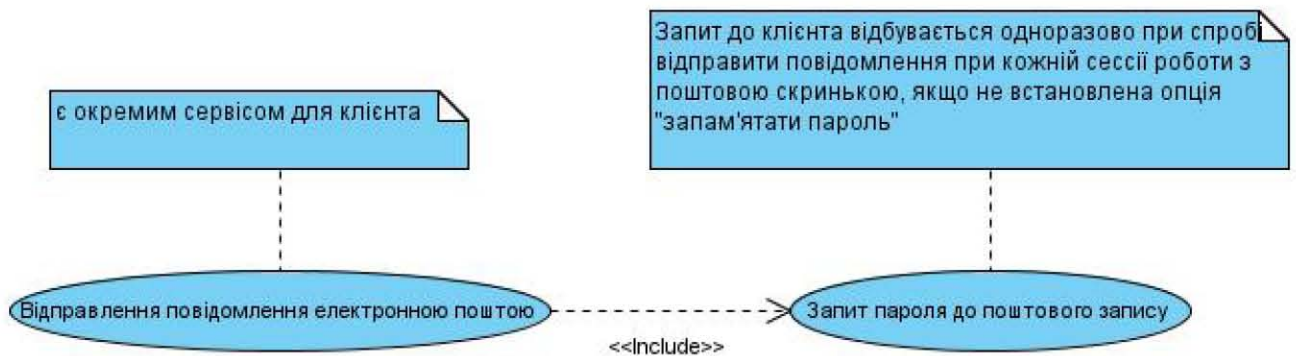 є окремим сервісом для клієнта
Запит до клієнта відбувається одноразово при спробі
відправити повідомлення при кожній сессії роботи з
поштовою скринькою, якщо не встановлена опція
"запам'ятати пароль"
Відправлення повідомлення електронною поштою
<<Include>>
Запит пароля до поштового запису